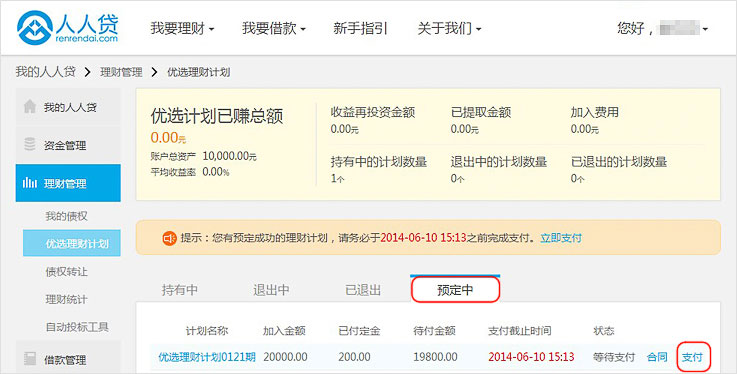 人人贷
renrendai.com
我要理财 我要借款 新手指引 关于我们 您好，
我的人人贷 > 理财管理 > 优选理财计划
我的人人贷
资金管理
理财管理
我的债权
优选理财计划
债权转让
理财统计
自动投标工具
借款管理
优选计划已赚总额
0.00元
账户总资产 10,000.00元
平均收益率 0.00%
收益再投资金额 已提取金额 加入费用
0.00元 0.00元 0.00元
持有中的计划数量 退出中的计划数量 已退出的计划数量
1个 0个 0个
提示：您有预定成功的理财计划，请务必于2014-06-10 15:13之前完成支付。立即支付
持有中 退出中 已退出 预定中
计划名称 加入金额 已付定金 待付金额 支付截止时间 状态
优选理财计划0121期 20000.00 200.00 19800.00 2014-06-10 15:13 等待支付 合同 支付